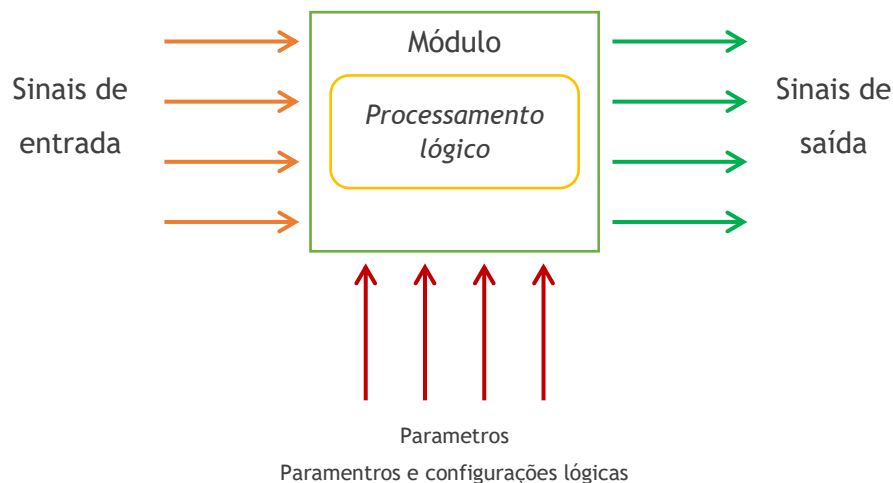 Módulo
Sinais de
entrada
Processamento
lógico
Sinais de
saída
Parametros
Paramentros e configurações lógicas